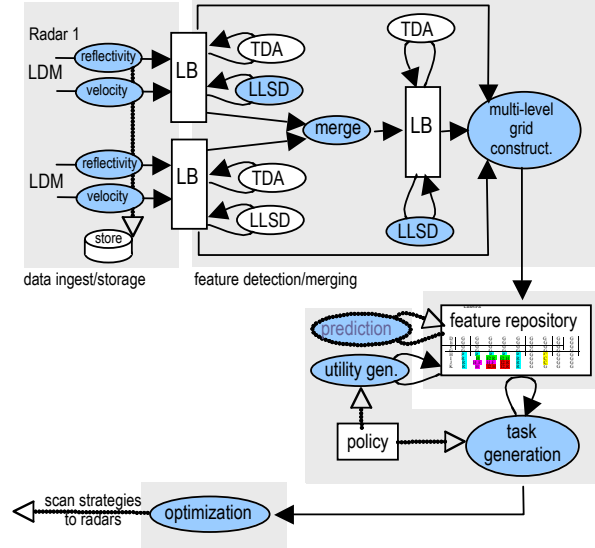 Radar 1
LDM
reflectivity
velocity
LB
TDA
LLSD
LDM
reflectivity
velocity
LB
TDA
LLSD
store
merge
TDA
LB
LLSD
multi-level
grid
construct.
data ingest/storage
feature detection/merging
prediction
utility gen.
policy
feature repository
task
generation
scan strategies
to radars
optimization